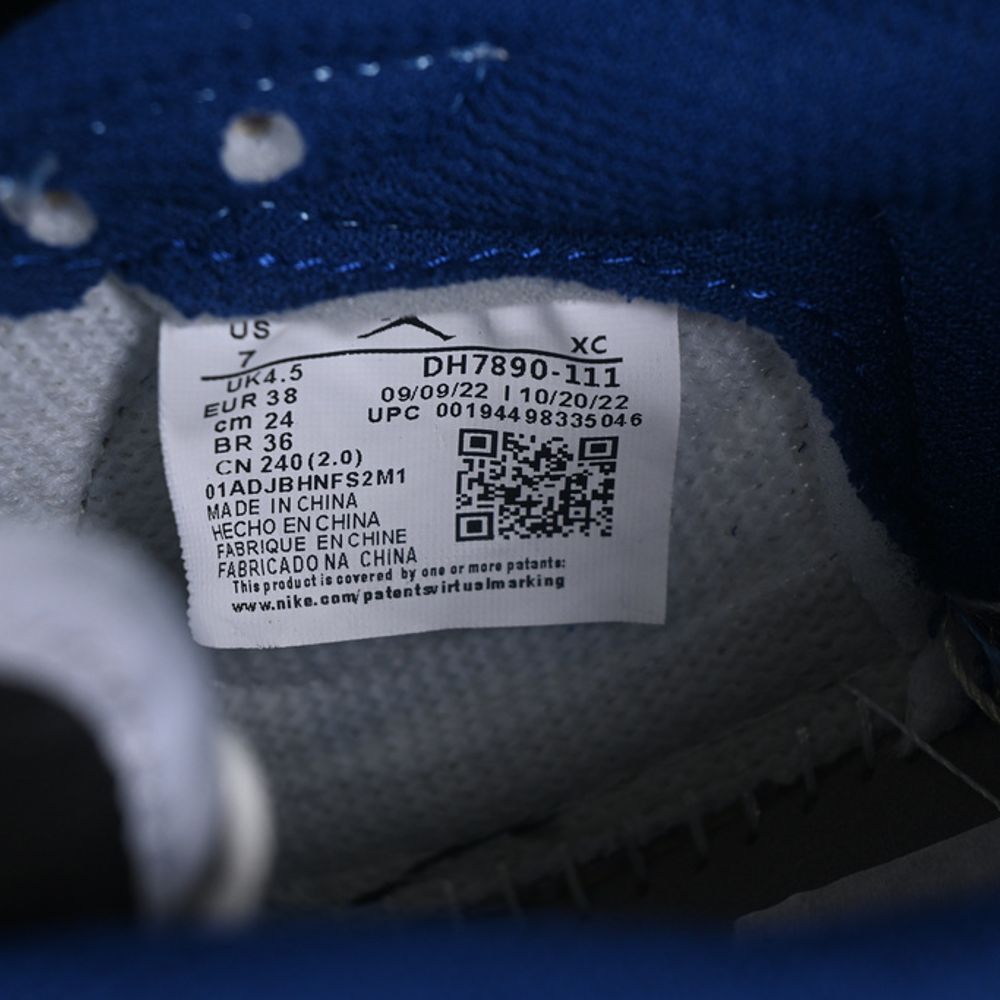 US
7
XC
UK4.5
DH7890-111
EUR 38
09/09/22 | 10/20/22
cm 24
UPC 00194498335046
BR 36
CN 240(2.0)
01ADJBHNFS2M1
MADE IN CHINA
HECHO EN CHINA
FABRIQUE EN CHINE
FABRICADO NA CHINA
This product is covered by one or more patants:
www.nike.com/patentsvirtualmarking